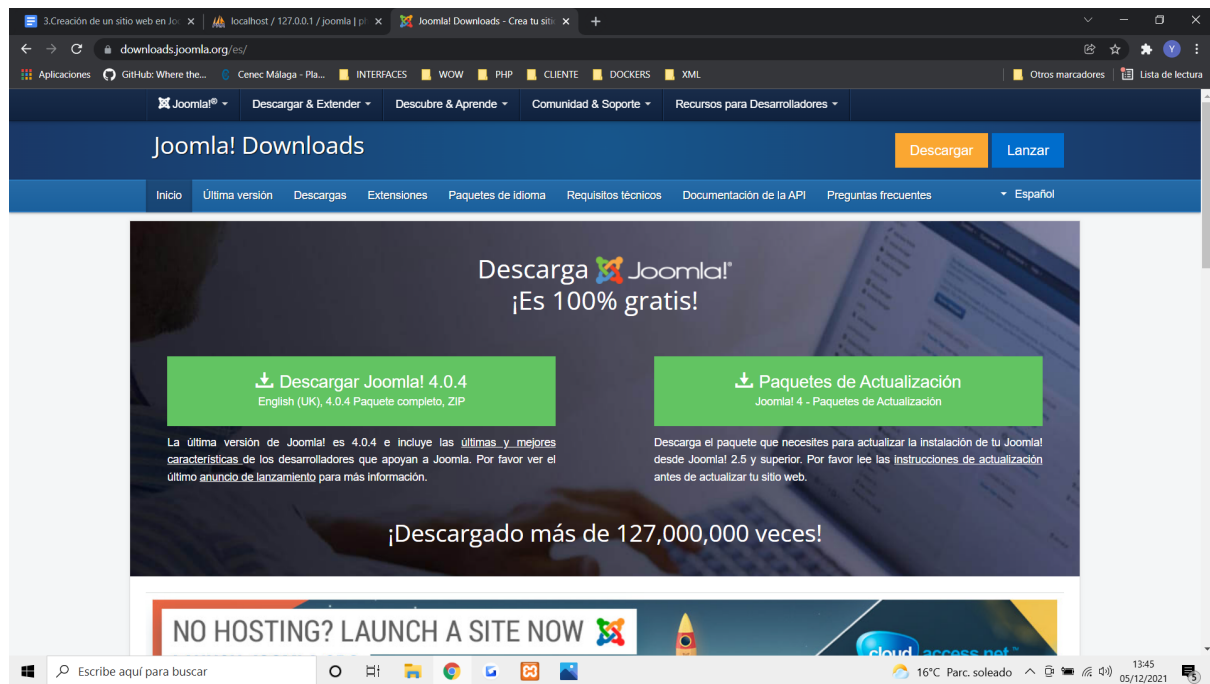 3.Creación de un sitio web en Joo
localhost / 127.0.0.1 / joomla | ph
Joomla! Downloads - Crea tu siti
downloads.joomla.org/es/
Y
Aplicaciones
GitHub: Where the...
Cenec Málaga - Pla...
INTERFACES
WOW
PHP
CLIENTE
DOCKERS
XML
Otros marcadores
Lista de lectura
Joomla!®
Descargar & Extender
Descubre & Aprende
Comunidad & Soporte
Recursos para Desarrolladores
Joomla! Downloads
Descargar
Lanzar
Inicio
Última versión
Descargas
Extensiones
Paquetes de idioma
Requisitos técnicos
Documentación de la API
Preguntas frecuentes
Español
Descarga Joomla!®
¡Es 100% gratis!
Descargar Joomla! 4.0.4
English (UK), 4.0.4 Paquete completo, ZIP
La última versión de Joomla! es 4.0.4 e incluye las últimas y mejores
características de los desarrolladores que apoyan a Joomla. Por favor ver el
último anuncio de lanzamiento para más información.
Paquetes de Actualización
Joomla! 4 - Paquetes de Actualización
Descarga el paquete que necesites para actualizar la instalación de tu Joomla!
desde Joomla! 2.5 y superior. Por favor lee las instrucciones de actualización
antes de actualizar tu sitio web.
¡Descargado más de 127,000,000 veces!
NO HOSTING? LAUNCH A SITE NOW
cloudaccess.net™
Escribe aquí para buscar
16°C Parc. soleado
13:45
05/12/2021
5